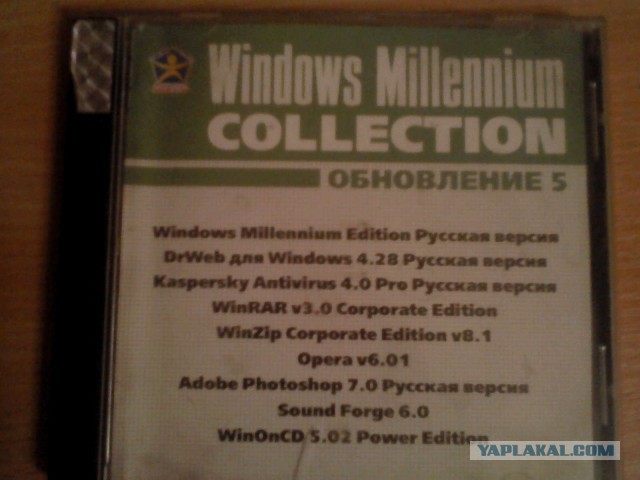 Windows Millennium
COLLECTION
ОБНОВЛЕНИЕ 5
Windows Millennium Edition Русская версия
DrWeb для Windows 4.28 Русская версия
Kaspersky Antivirus 4.0 Pro Русская версия
WinRAR v3.0 Corporate Edition
WinZip Corporate Edition v8.1
Opera v6.01
Adobe Photoshop 7.0 Русская версия
Sound Forge 6.0
WinOnCD 5.02 Power Edition
YAPLAKAL.COM